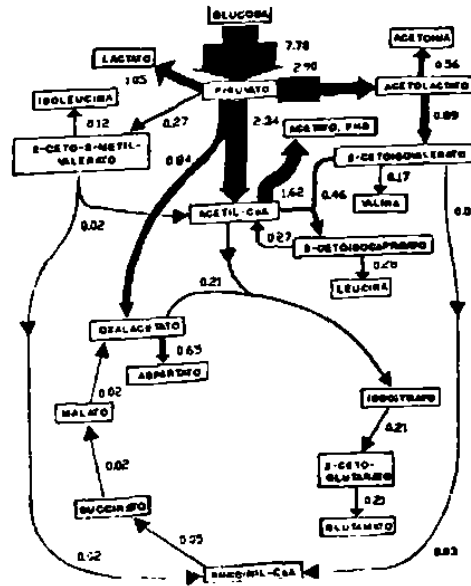 GLUCOSA
7.78
ACETOINA
LACTATO
2.90
0.56
1.05
PIRUVATO
ACETOLACTATO
ISOLEUCINA
0.12
0.27
2.34
ACETATO, PHB
0.89
2-CETO-3-METIL-
VALERATO
0.84
2-CETOISOVALERATO
1.62
0.46
0.17
0.02
ACETIL-CoA
VALINA
0.27
2-CETOISOCAPROATO
0.28
0.21
LEUCINA
OXALACETATO
0.63
ASPARTATO
0.02
MALATO
ISOCITRATO
0.21
0.02
2-CETO-
GLUTARATO
SUCCINATO
0.21
GLUTAMATO
0.05
0.02
0.03